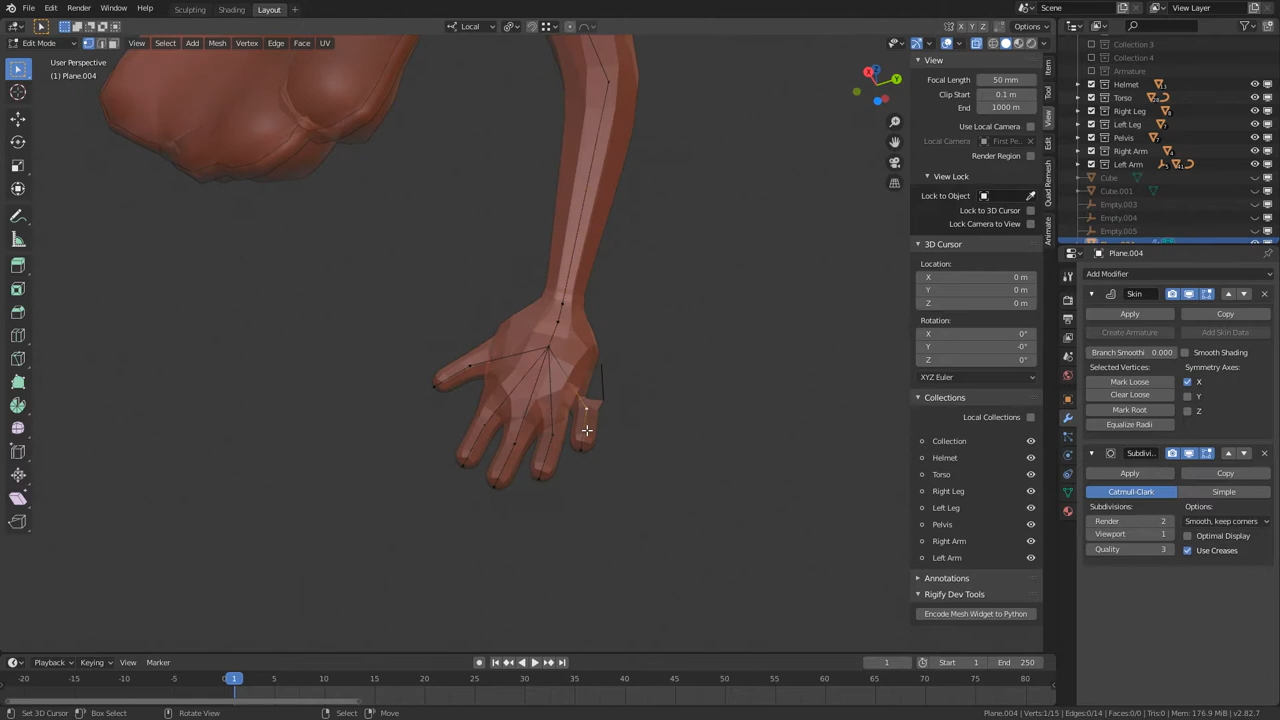 File Edit Render Window Help Sculpting Shading Layout +
Scene View Layer
Local X Y Z Options
Edit Mode View Select Add Mesh Vertex Edge Face UV
User Perspective
(1) Plane.004
View
Focal Length 50 mm
Clip Start 0.1 m
End 1000 m
Use Local Camera
Local Camera First Pe..
Render Region
View Lock
Lock to Object
Lock to 3D Cursor
Lock Camera to View
3D Cursor
Location:
X 0 m
Y 0 m
Z 0 m
Rotation:
X 0°
Y -0°
Z 0°
XYZ Euler
Collections
Local Collections
Collection
Helmet
Torso
Right Leg
Left Leg
Pelvis
Right Arm
Left Arm
Annotations
Rigify Dev Tools
Encode Mesh Widget to Python
Item
Tool
View
Edit
Quad Remesh
Animate
X
Y
Collection 3
Collection 4
Armature
Helmet
Torso
Right Leg
Left Leg
Pelvis
Right Arm
Left Arm
Cube
Cube.001
Empty.003
Empty.004
Empty.005
Plane.004
Add Modifier
Skin
Apply Copy
Create Armature Add Skin Data
Branch Smoothi 0.000 Smooth Shading
Selected Vertices: Symmetry Axes:
Mark Loose X
Clear Loose Y
Mark Root Z
Equalize Radii
Subdivi..
Apply Copy
Catmull-Clark Simple
Subdivisions: Options:
Render 2 Smooth, keep corners
Viewport 1 Optimal Display
Quality 3 Use Creases
Playback Keying View Marker 1 Start 1 End 250
-20 -15 -10 -5 0 1 5 10 15 20 25 30 35 40 45 50 55 60 65 70 75 80
Set 3D Cursor Box Select Rotate View Select Move Plane.004 | Verts:1/15 | Edges:0/14 | Faces:0/0 | Tris:0 | Mem: 176.9 MiB | v2.82.7